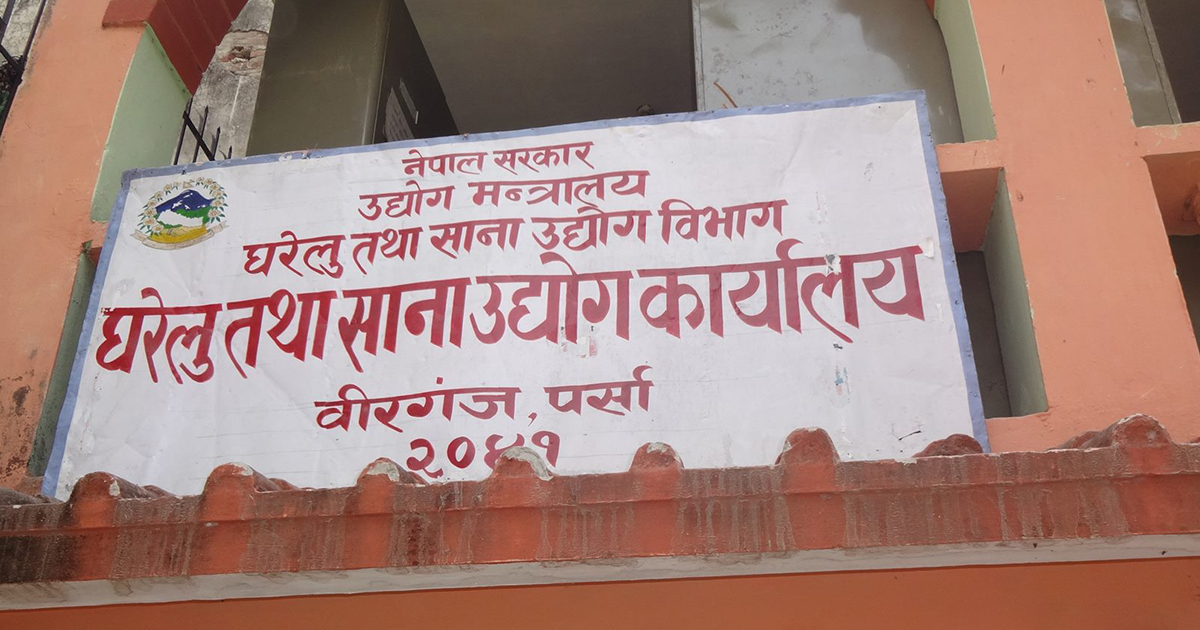 नेपाल सरकार
उद्योग मन्त्रालय
घरेलु तथा साना उद्योग विभाग
घरेलु तथा साना उद्योग कार्यालय
वीरगंज, पर्सा
२०४१